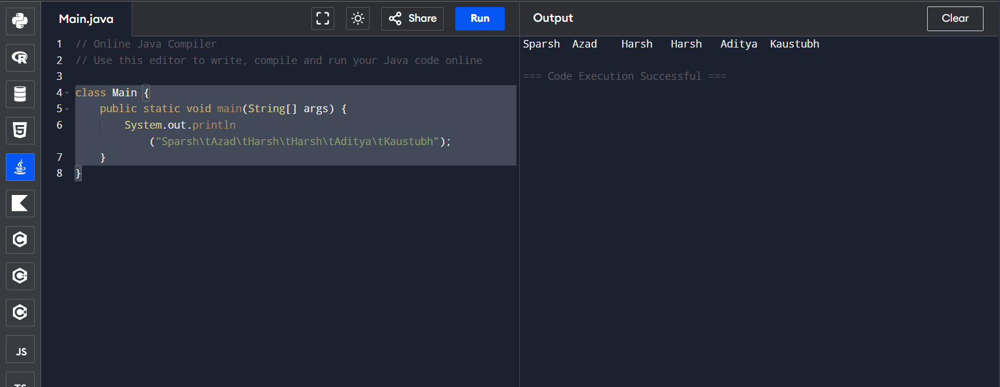 Main.java
Share
Run
Output
Clear
1 // Online Java Compiler
2 // Use this editor to write, compile and run your Java code online
3
4 class Main {
5 public static void main(String[] args) {
6 System.out.println
("Sparsh\tAzad\tHarsh\tHarsh\tAditya\tKaustubh");
7 }
8 }
Sparsh Azad Harsh Harsh Aditya Kaustubh
=== Code Execution Successful ===
R
5
C
C
C
JS
TS